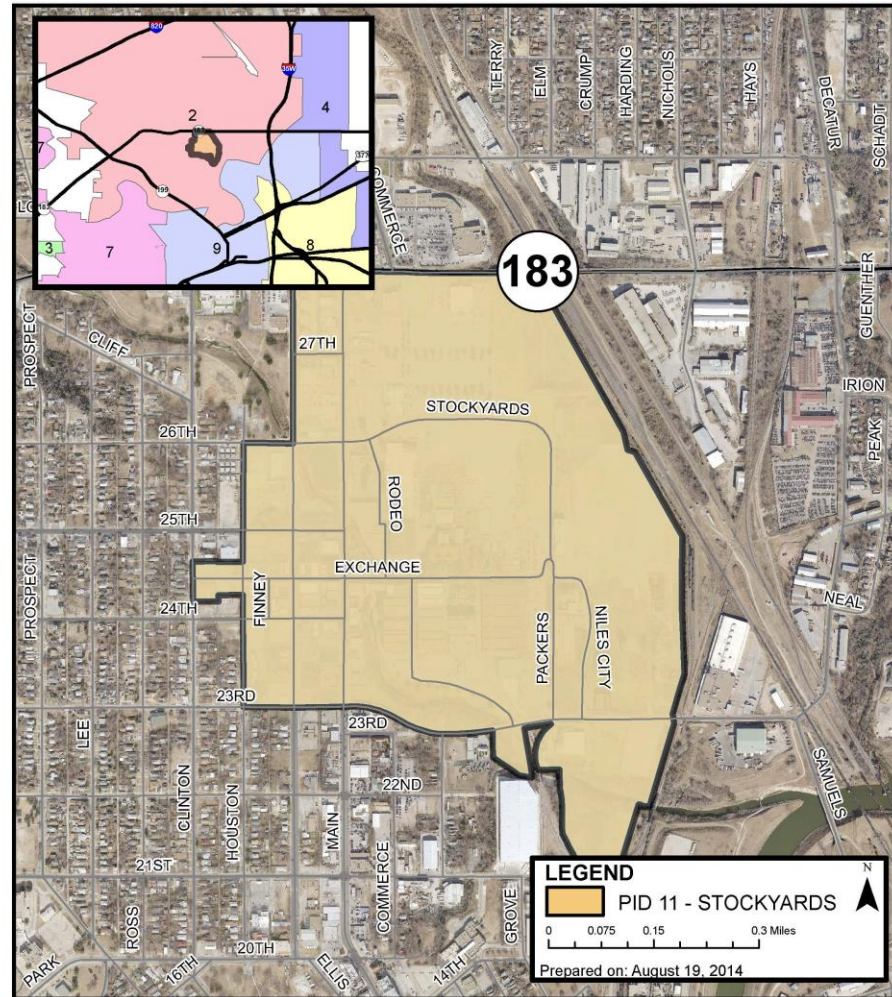 820
35W
4
2
183
199
377
7
183
7
9
8
3
COMMERCE
TERRY
ELM
CRUMP
HARDING
NICHOLS
HAYS
DECATUR
SCHADT
183
GUENTHER
PROSPECT
CLIFF
27TH
IRION
PEAK
STOCKYARDS
26TH
RODEO
25TH
EXCHANGE
PROSPECT
24TH
FINNEY
PACKERS
NILES CITY
NEAL
23RD
23RD
LEE
CLINTON
HOUSTON
MAIN
22ND
SAMUELS
21ST
COMMERCE
ROSS
GROVE
20TH
PARK
16TH
ELLIS
14TH
LEGEND
PID 11 - STOCKYARDS
N
0 0.075 0.15 0.3 Miles
Prepared on: August 19, 2014